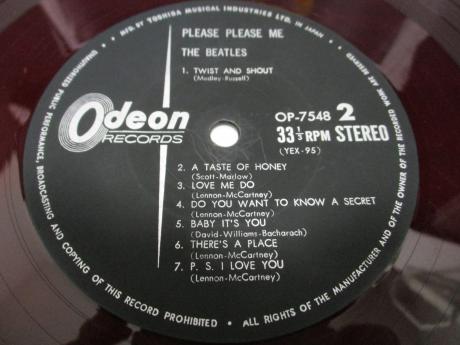 MFD. BY TOSHIBA MUSICAL INDUSTRIES LTD. IN JAPAN
PLEASE PLEASE ME
THE BEATLES
1. TWIST AND SHOUT
(Medley-Russell)
Odeon
RECORDS
OP-7548 2
33 1/3 RPM STEREO
(YEX-95)
2. A TASTE OF HONEY
(Scott-Marlow)
3. LOVE ME DO
(Lennon-McCartney)
4. DO YOU WANT TO KNOW A SECRET
(Lennon-McCartney)
5. BABY IT'S YOU
(David-Williams-Bacharach)
6. THERE'S A PLACE
(Lennon-McCartney)
7. P. S. I LOVE YOU
(Lennon-McCartney)
UNAUTHORIZED PUBLIC PERFORMANCE, BROADCASTING AND COPYING OF THIS RECORD PROHIBITED • ALL RIGHTS OF THE MANUFACTURER AND OF THE OWNER OF THE RECORDED WORK ARE RESERVED